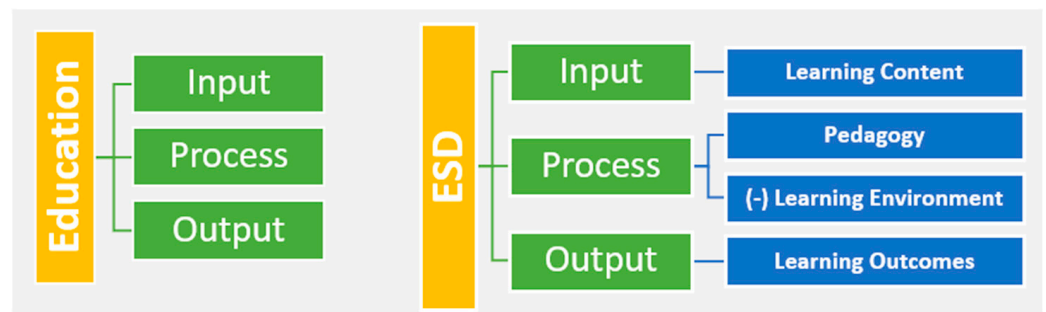 Education
Input
Process
Output
ESD
Input
Learning Content
Process
Pedagogy
(-) Learning Environment
Output
Learning Outcomes